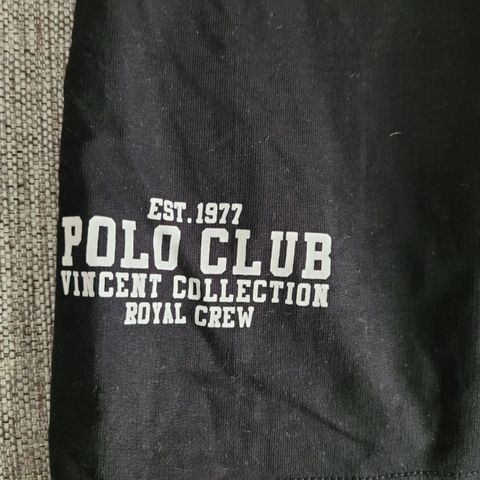 EST. 1977
POLO CLUB
VINCENT COLLECTION
ROYAL CREW